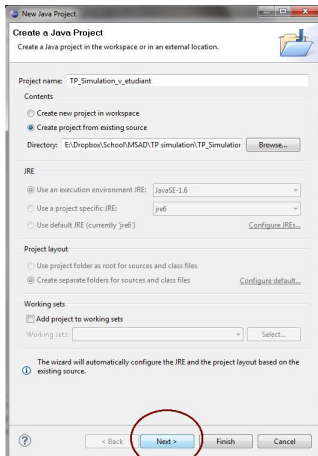 New Java Project
Create a Java Project
Create a Java project in the workspace or in an external location.
Project name: TP_Simulation_v_etudiant
Contents
Create new project in workspace
Create project from existing source
Directory: E:\Dropbox\School\MSAD\TP simulation\TP_Simulation Browse...
JRE
Use an execution environment JRE: JavaSE-1.6
Use a project specific JRE: jre6
Use default JRE (currently 'jre6') Configure JREs...
Project layout
Use project folder as root for sources and class files
Create separate folders for sources and class files Configure default...
Working sets
Add project to working sets
Working sets: Select...
The wizard will automatically configure the JRE and the project layout based on the
existing source.
? < Back Next > Finish Cancel